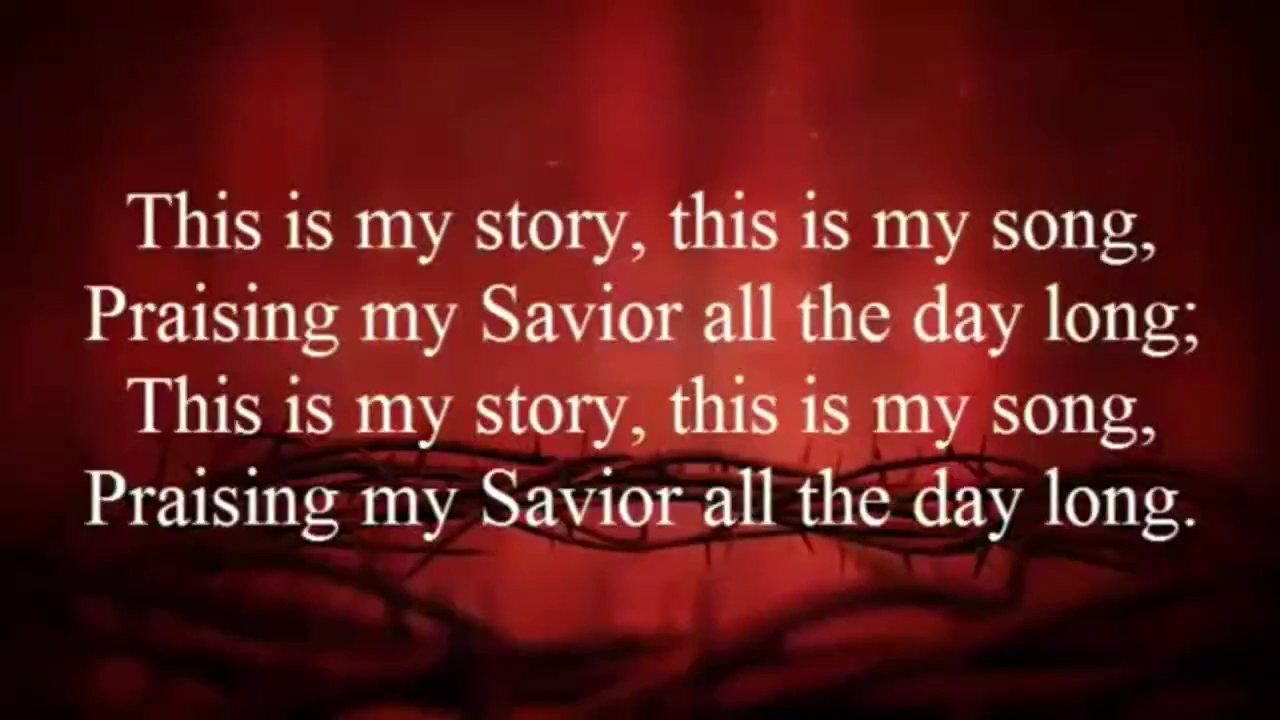 This is my story, this is my song,
Praising my Savior all the day long;
This is my story, this is my song,
Praising my Savior all the day long.